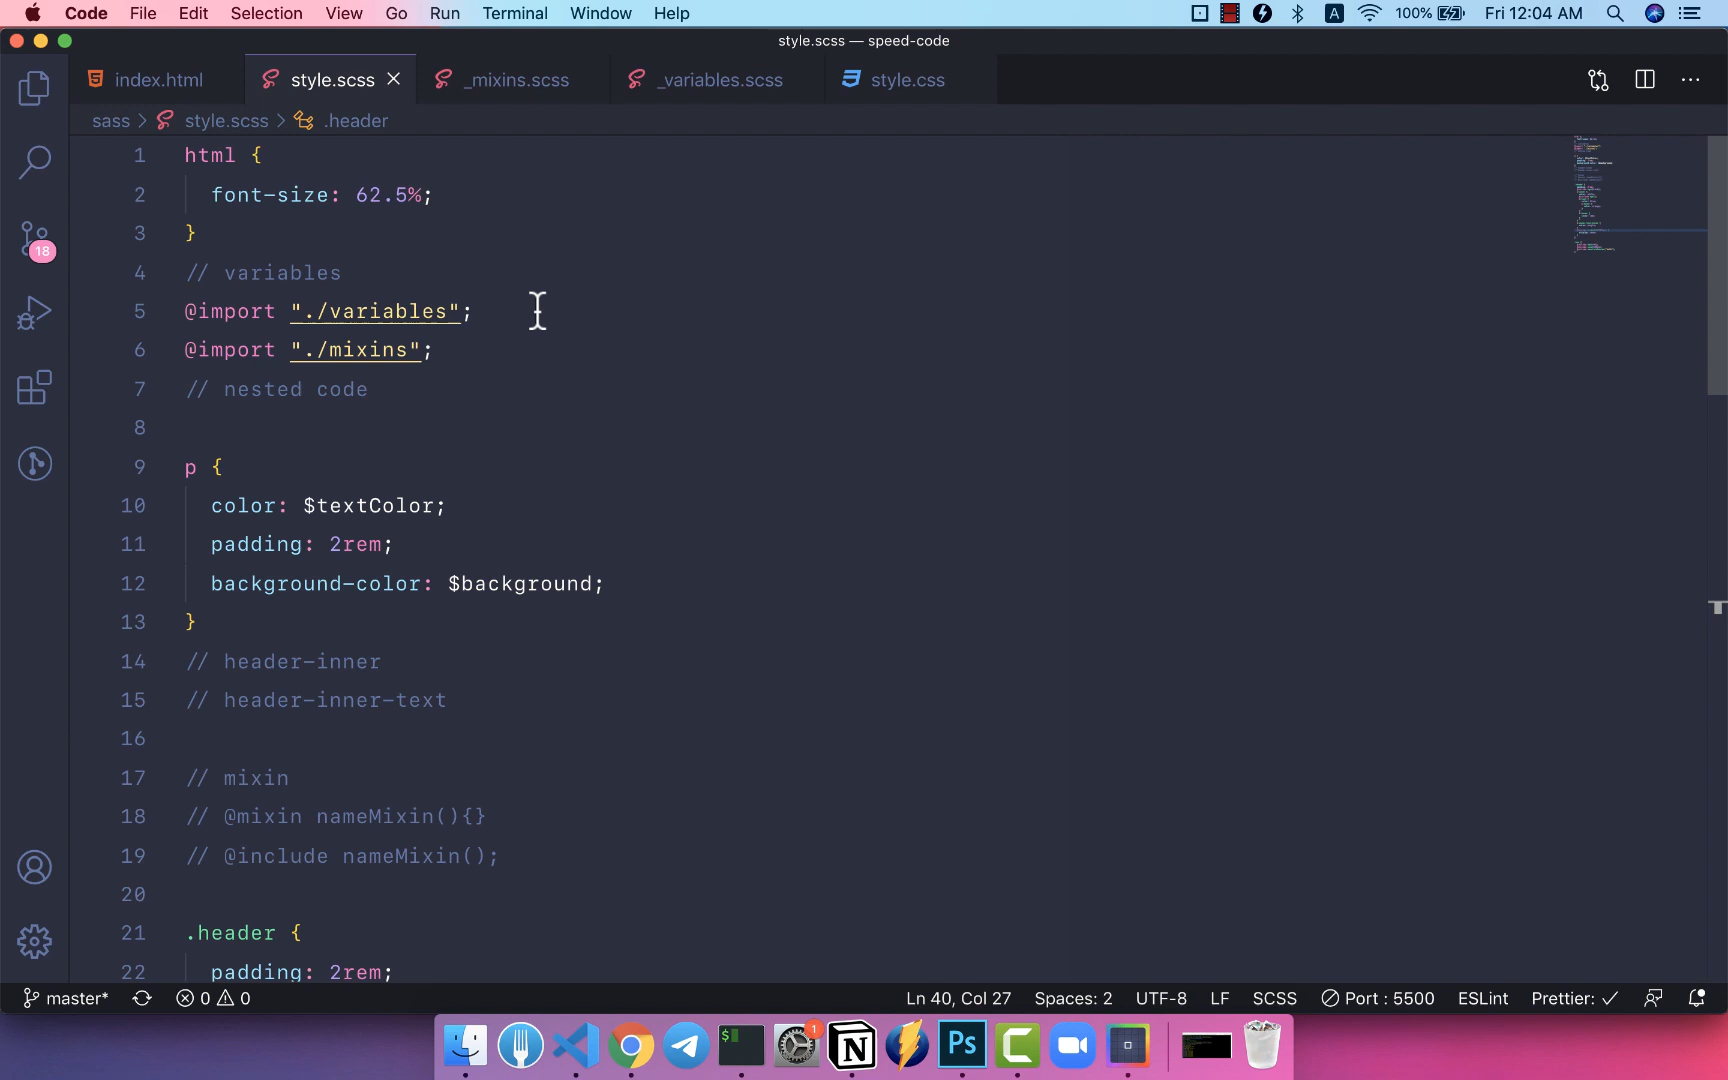 Code File Edit Selection View Go Run Terminal Window Help A 100% Fri 12:04 AM
style.scss — speed-code
index.html style.scss _mixins.scss _variables.scss style.css ...
sass > style.scss > .header
1 html {
2 font-size: 62.5%;
3 }
4 // variables
5 @import "./variables";
6 @import "./mixins";
7 // nested code
8
9 p {
10 color: $textColor;
11 padding: 2rem;
12 background-color: $background;
13 }
14 // header-inner
15 // header-inner-text
16
17 // mixin
18 // @mixin nameMixin(){}
19 // @include nameMixin();
20
21 .header {
22 padding: 2rem;
18
master* 0 0 Ln 40, Col 27 Spaces: 2 UTF-8 LF SCSS Port : 5500 ESLint Prettier: ✓
$ 1 N Ps C